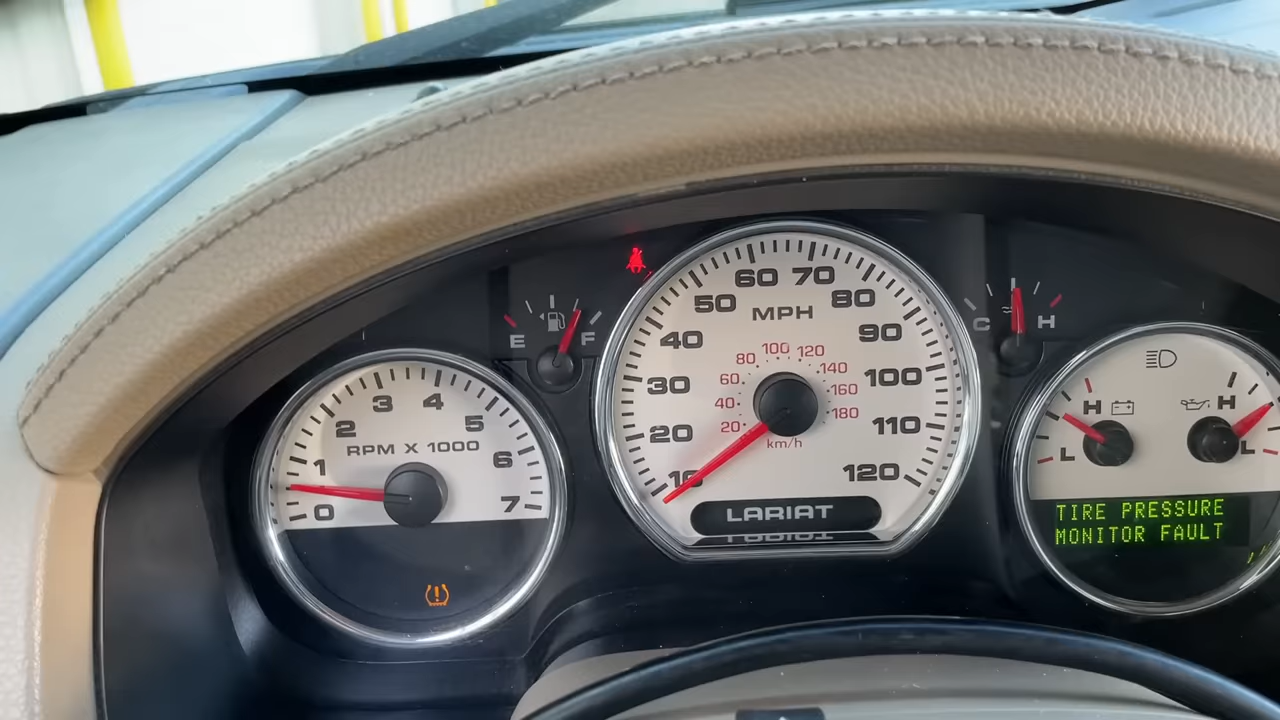 E F
C H
0 1 2 3 4 5 6 7
RPM X 1000
10 20 30 40 50 60 70 80 90 100 110 120
MPH
20 40 60 80 100 120 140 160 180
km/h
LARIAT
H L
H L
TIRE PRESSURE
MONITOR FAULT